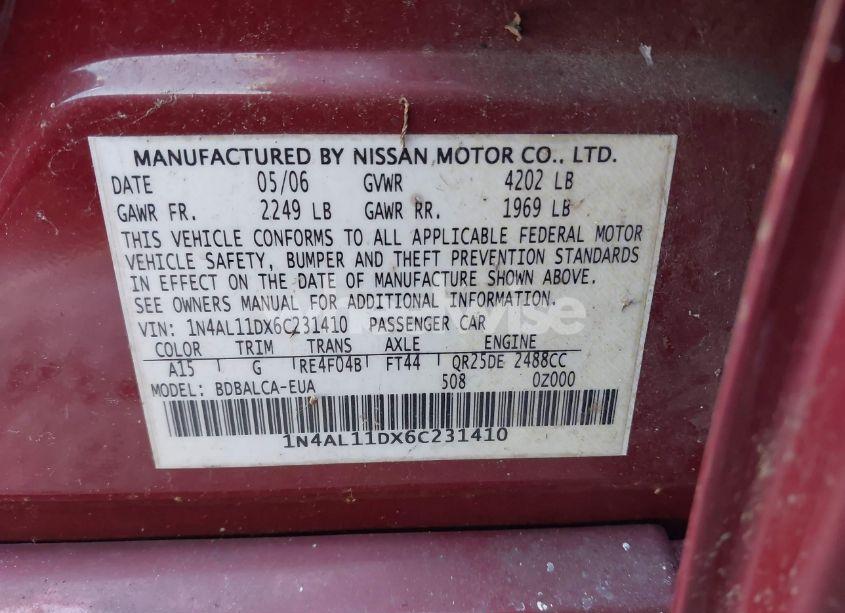 MANUFACTURED BY NISSAN MOTOR CO., LTD.
DATE 05/06 GVWR 4202 LB
GAWR FR. 2249 LB GAWR RR. 1969 LB
THIS VEHICLE CONFORMS TO ALL APPLICABLE FEDERAL MOTOR
VEHICLE SAFETY, BUMPER AND THEFT PREVENTION STANDARDS
IN EFFECT ON THE DATE OF MANUFACTURE SHOWN ABOVE.
SEE OWNERS MANUAL FOR ADDITIONAL INFORMATION.
VIN: 1N4AL11DX6C231410 PASSENGER CAR
COLOR TRIM TRANS AXLE ENGINE
A15 G RE4F04B FT44 QR25DE 2488CC
MODEL: BDBALCA-EUA 508 0Z000
1N4AL11DX6C231410